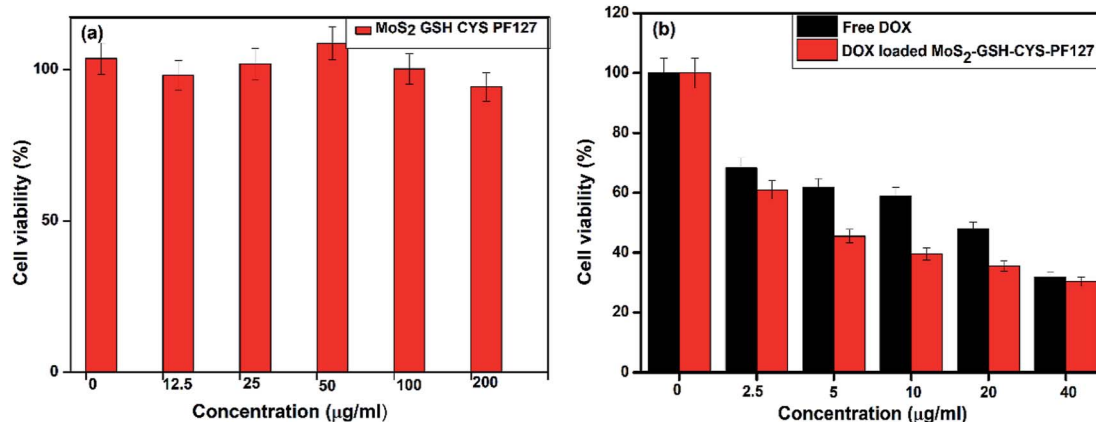 (a)
MoS2 GSH CYS PF127
100
50
0
Cell viability (%)
0 12.5 25 50 100 200
Concentration (μg/ml)
(b)
Free DOX
DOX loaded MoS2-GSH-CYS-PF127
120
100
80
60
40
20
0
Cell viability (%)
0 2.5 5 10 20 40
Concentration (μg/ml)